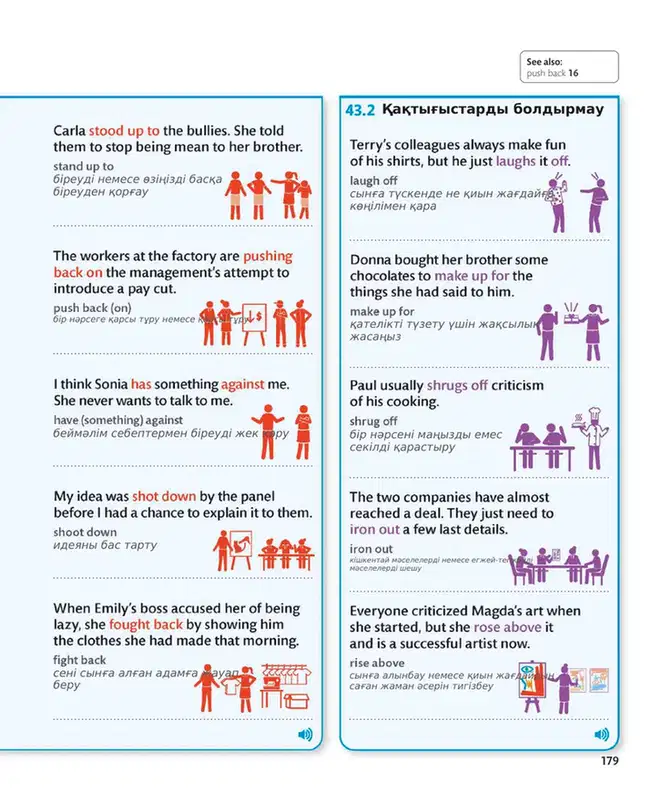 See also:
push back 16
Carla stood up to the bullies. She told
them to stop being mean to her brother.
stand up to
біреуді немесе өзіңізді басқа
біреуден қорғау
The workers at the factory are pushing
back on the management's attempt to
introduce a pay cut.
push back (on)
бір нәрсеге қарсы тұру немесе қарсы тұру
I think Sonia has something against me.
She never wants to talk to me.
have (something) against
беймәлім себептермен біреуді жек көру
My idea was shot down by the panel
before I had a chance to explain it to them.
shoot down
идеяны бас тарту
When Emily's boss accused her of being
lazy, she fought back by showing him
the clothes she had made that morning.
fight back
сені сынға алған адамға жауап
беру
43.2 Қақтығыстарды болдырмау
Terry's colleagues always make fun
of his shirts, but he just laughs it off.
laugh off
сынға түскенде не қиын жағдайға
көңілімен қара
Donna bought her brother some
chocolates to make up for the
things she had said to him.
make up for
қателікті түзету үшін жақсылық
жасаңыз
Paul usually shrugs off criticism
of his cooking.
shrug off
бір нәрсені маңызды емес
секілді қарастыру
The two companies have almost
reached a deal. They just need to
iron out a few last details.
iron out
кішкентай мәселелерді немесе егжей-тегжейлі
мәселелерді шешу
Everyone criticized Magda's art when
she started, but she rose above it
and is a successful artist now.
rise above
сынға алынбау немесе қиын жағдайдың
саған жаман әсерін тигізбеу
179